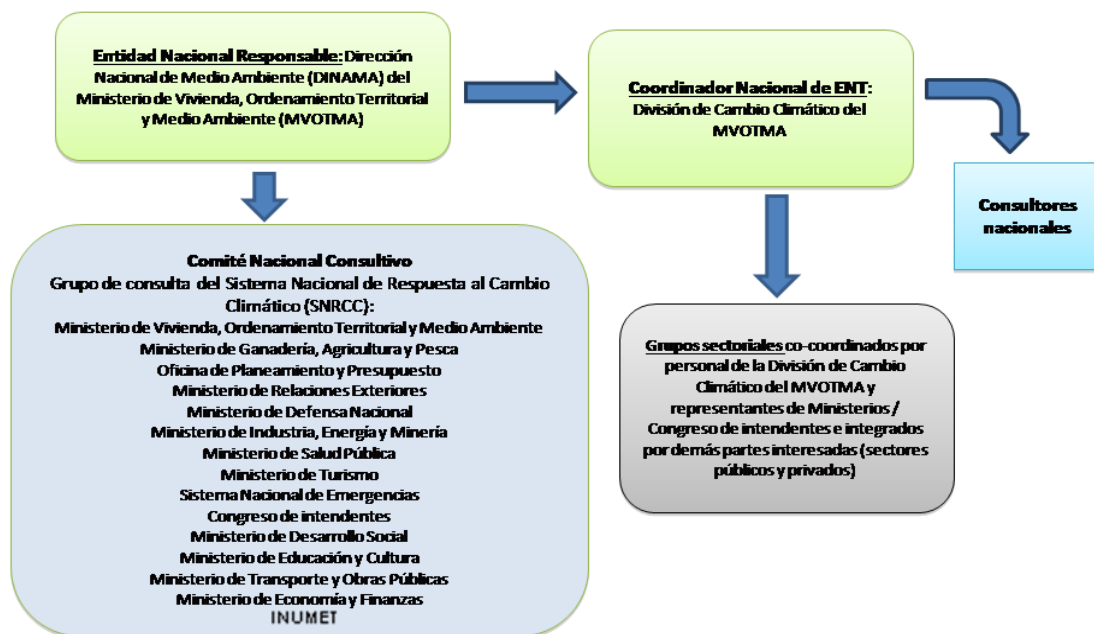 Entidad Nacional Responsable: Dirección
Nacional de Medio Ambiente (DINAMA) del
Ministerio de Vivienda, Ordenamiento Territorial
y Medio Ambiente (MVOTMA)
Coordinador Nacional de ENT:
División de Cambio Climático del
MVOTMA
Consultores
nacionales
Comité Nacional Consultivo
Grupo de consulta del Sistema Nacional de Respuesta al Cambio
Climático (SNRCC):
Ministerio de Vivienda, Ordenamiento Territorial y Medio Ambiente
Ministerio de Ganadería, Agricultura y Pesca
Oficina de Planeamiento y Presupuesto
Ministerio de Relaciones Exteriores
Ministerio de Defensa Nacional
Ministerio de Industria, Energía y Minería
Ministerio de Salud Pública
Ministerio de Turismo
Sistema Nacional de Emergencias
Congreso de intendentes
Ministerio de Desarrollo Social
Ministerio de Educación y Cultura
Ministerio de Transporte y Obras Públicas
Ministerio de Economía y Finanzas
INUMET
Grupos sectoriales co-coordinados por
personal de la División de Cambio
Climático del MVOTMA y
representantes de Ministerios /
Congreso de intendentes e integrados
por demás partes interesadas (sectores
públicos y privados)